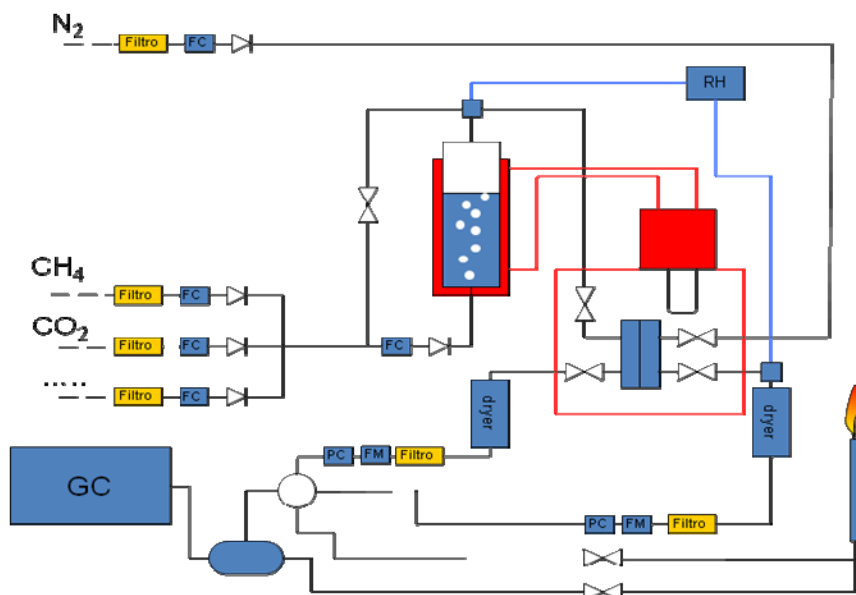 N2
Filtro FC
RH
CH4
Filtro FC
CO2
Filtro FC
FC
.....
Filtro FC
dryer
dryer
PC FM Filtro
GC
PC FM Filtro